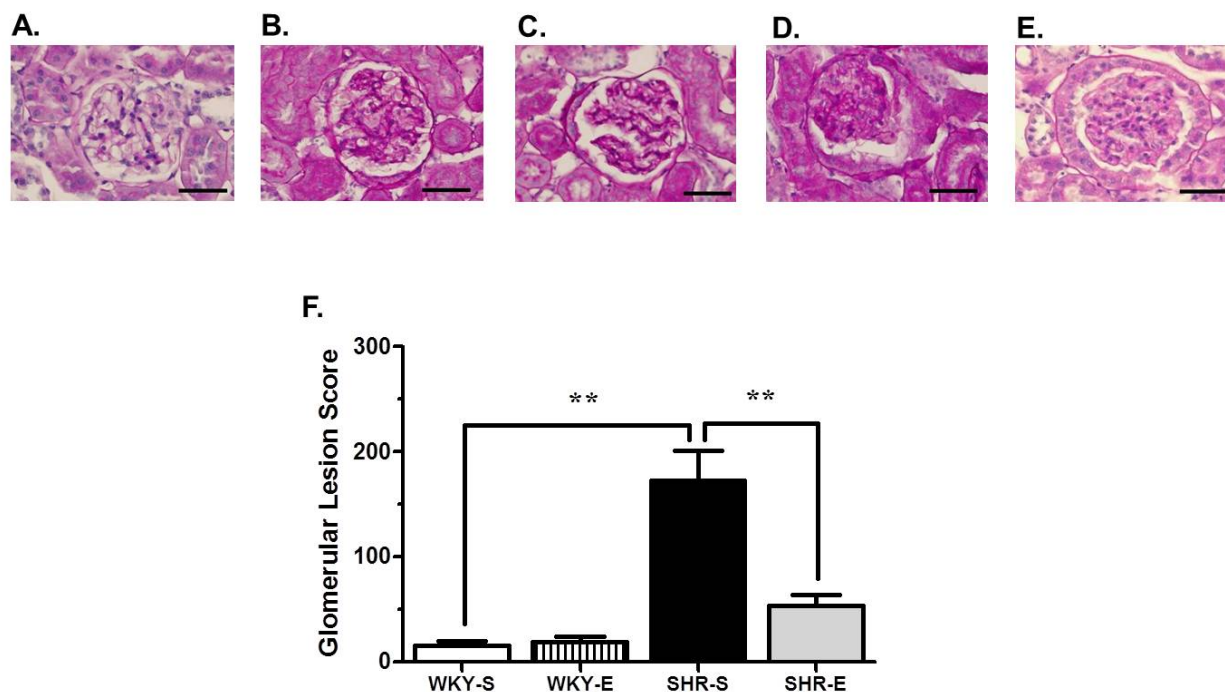 A.
B.
C.
D.
E.
F.
Glomerular Lesion Score
300
200
100
0
**
**
WKY-S
WKY-E
SHR-S
SHR-E